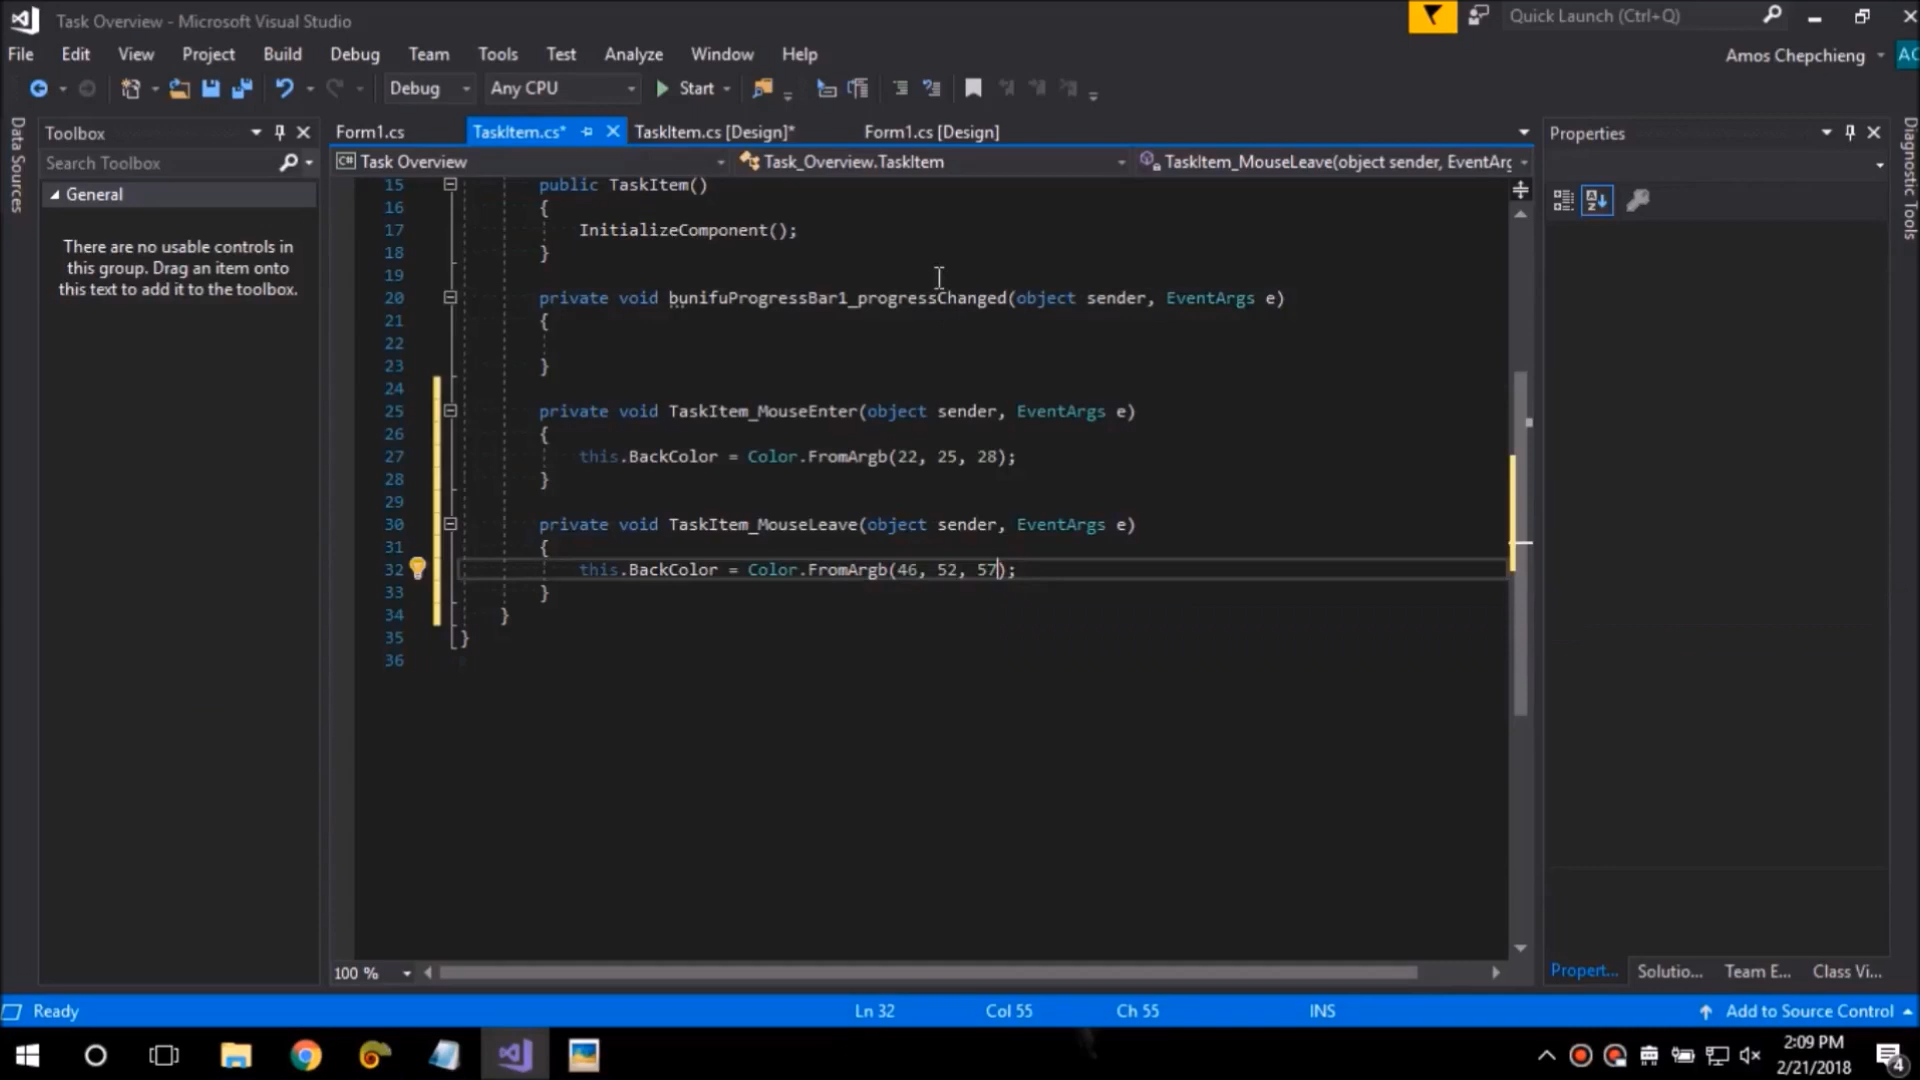 Task Overview - Microsoft Visual Studio
Quick Launch (Ctrl+Q)
File Edit View Project Build Debug Team Tools Test Analyze Window Help
Amos Chepchieng AC
Debug Any CPU Start
Data Sources
Toolbox
Search Toolbox
General
There are no usable controls in
this group. Drag an item onto
this text to add it to the toolbox.
Form1.cs TaskItem.cs* TaskItem.cs [Design]* Form1.cs [Design]
C# Task Overview Task_Overview.TaskItem TaskItem_MouseLeave(object sender, EventArg
15 public TaskItem()
16 {
17 InitializeComponent();
18 }
19
20 private void bunifuProgressBar1_progressChanged(object sender, EventArgs e)
21 {
22
23 }
24
25 private void TaskItem_MouseEnter(object sender, EventArgs e)
26 {
27 this.BackColor = Color.FromArgb(22, 25, 28);
28 }
29
30 private void TaskItem_MouseLeave(object sender, EventArgs e)
31 {
32 this.BackColor = Color.FromArgb(46, 52, 57);
33 }
34 }
35 }
36
100 %
Properties
Diagnostic Tools
Propert... Solutio... Team E... Class Vi...
Ready Ln 32 Col 55 Ch 55 INS Add to Source Control
2:09 PM
2/21/2018
4